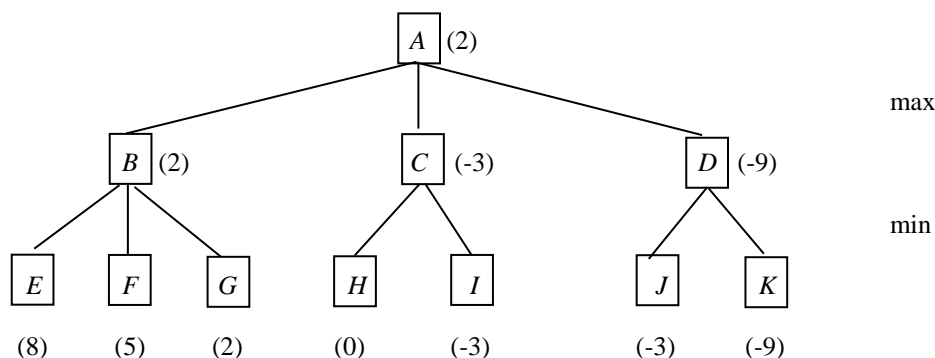 A (2)
max
B (2) C (-3) D (-9)
min
E F G H I J K
(8) (5) (2) (0) (-3) (-3) (-9)